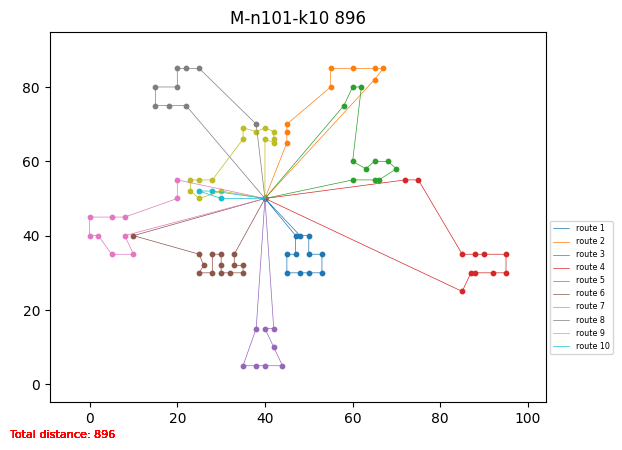 M-n101-k10 896
80
60
40
20
0
0 20 40 60 80 100
route 1
route 2
route 3
route 4
route 5
route 6
route 7
route 8
route 9
route 10
Total distance: 896